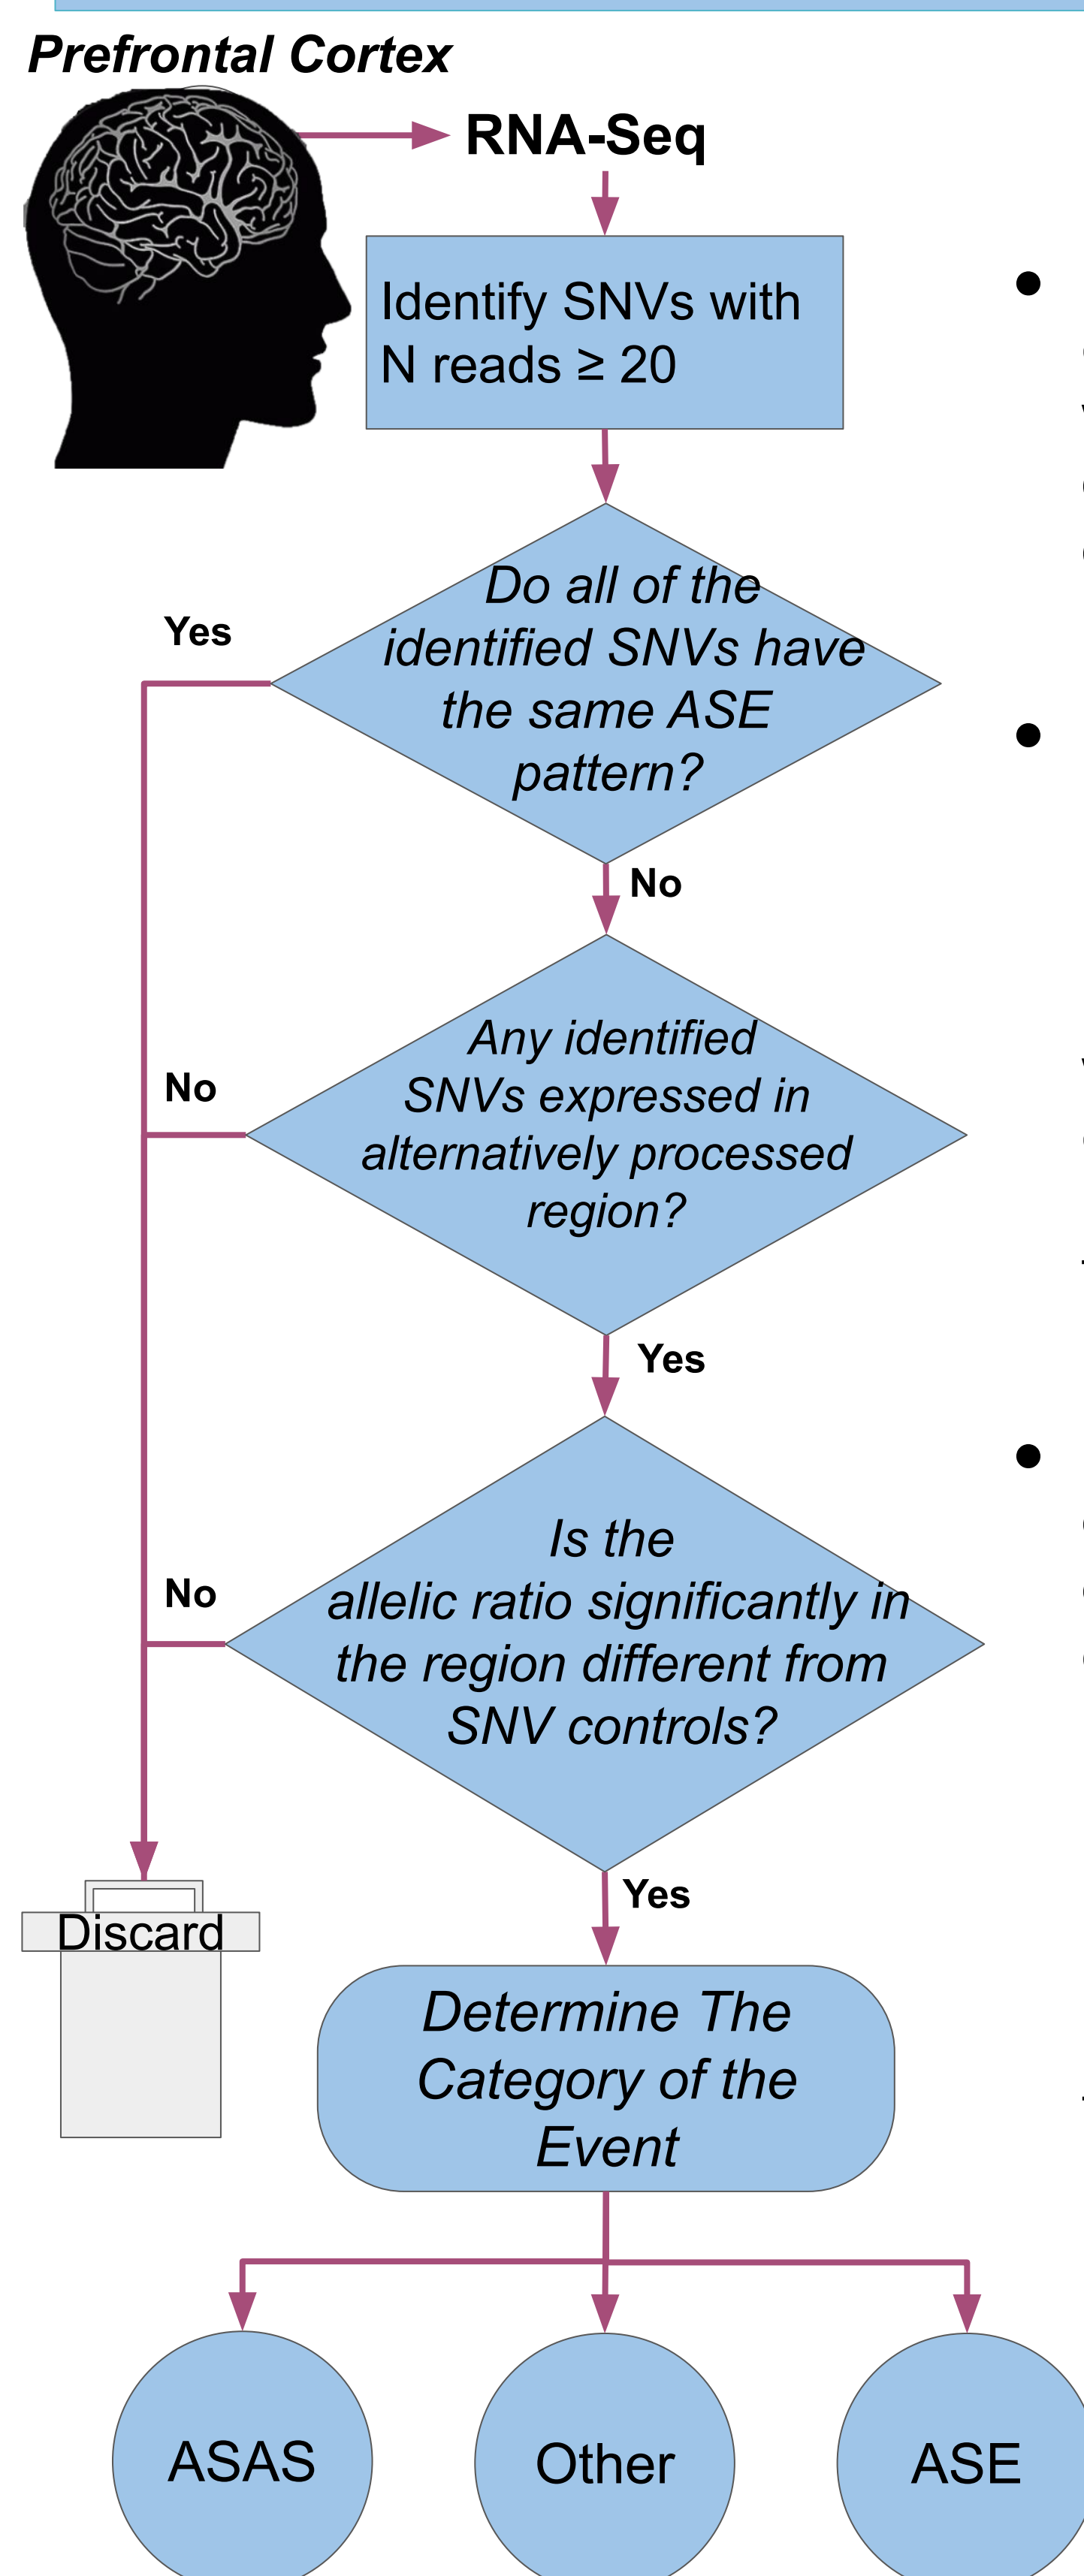 Prefrontal Cortex
RNA-Seq
Identify SNVs with
N reads ≥ 20
Do all of the
identified SNVs have
the same ASE
pattern?
Yes
No
Any identified
SNVs expressed in
alternatively processed
region?
No
Yes
Is the
allelic ratio significantly in
the region different from
SNV controls?
No
Yes
Discard
Determine The
Category of the
Event
ASAS
Other
ASE